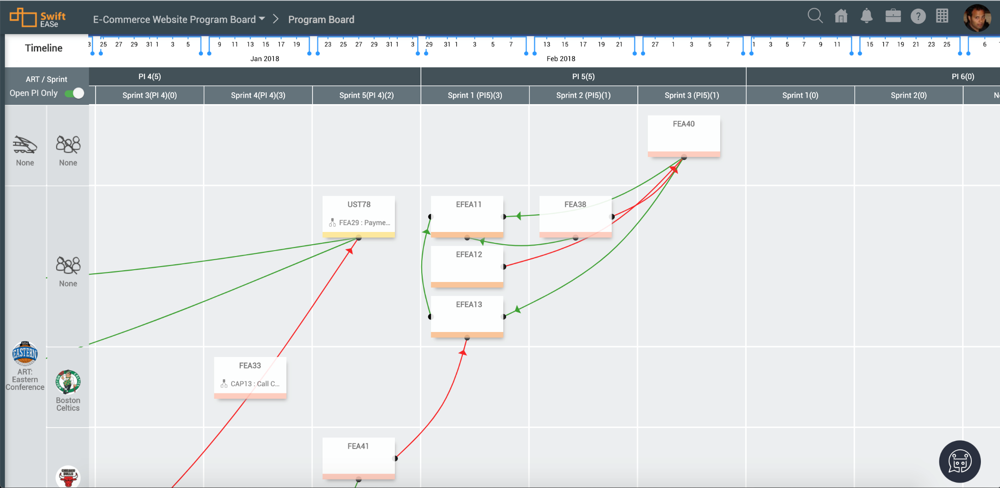 Swift
EASe
E-Commerce Website Program Board
Program Board
?
Timeline
3 25 27 29 31 1 3 5 9 11 13 15 17 19 23 25 27 29 31 1 3 29 31 1 3 5 7 13 15 17 19 21 27 1 3 5 7 1 3 5 7 9 11 15 17 19 21 23 25 6
Jan 2018 Feb 2018
ART / Sprint
Open PI Only
PI 4(5) PI 5(5) PI 6(0)
Sprint 3(PI 4)(0) Sprint 4(PI 4)(3) Sprint 5(PI 4)(2) Sprint 1 (PI5)(3) Sprint 2 (PI5)(1) Sprint 3 (PI5)(1) Sprint 1(0) Sprint 2(0)
FEA40
None None
UST78 EFEA11 FEA38
FEA29 : Payme...
EFEA12
None
EFEA13
NBA
EASTERN
CONFERENCE
ART:
Eastern
Conference
BOSTON CELTICS
Boston
Celtics
FEA33
CAP13 : Call C...
FEA41
CHICAGO
BULLS